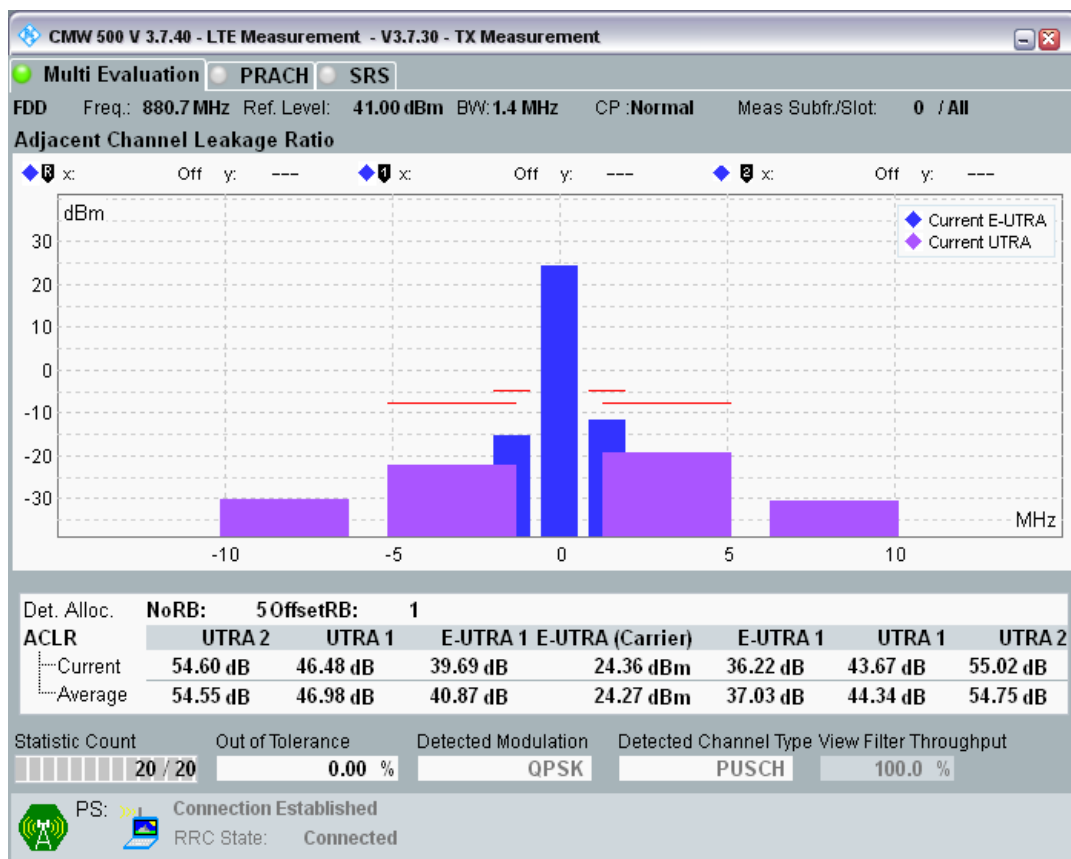 CMW 500 V 3.7.40 - LTE Measurement - V3.7.30 - TX Measurement
Multi Evaluation PRACH SRS
FDD Freq.: 880.7 MHz Ref. Level: 41.00 dBm BW: 1.4 MHz CP :Normal Meas Subfr./Slot: 0 / All
Adjacent Channel Leakage Ratio
R x: Off y: --- 1 x: Off y: --- 2 x: Off y: ---
dBm
Current E-UTRA
Current UTRA
30
20
10
0
-10
-20
-30
MHz
-10 -5 0 5 10
Det. Alloc. NoRB: 5 OffsetRB: 1
ACLR UTRA 2 UTRA 1 E-UTRA 1 E-UTRA (Carrier) E-UTRA 1 UTRA 1 UTRA 2
Current 54.60 dB 46.48 dB 39.69 dB 24.36 dBm 36.22 dB 43.67 dB 55.02 dB
Average 54.55 dB 46.98 dB 40.87 dB 24.27 dBm 37.03 dB 44.34 dB 54.75 dB
Statistic Count Out of Tolerance Detected Modulation Detected Channel Type View Filter Throughput
20 / 20 0.00 % QPSK PUSCH 100.0 %
PS: Connection Established
RRC State: Connected